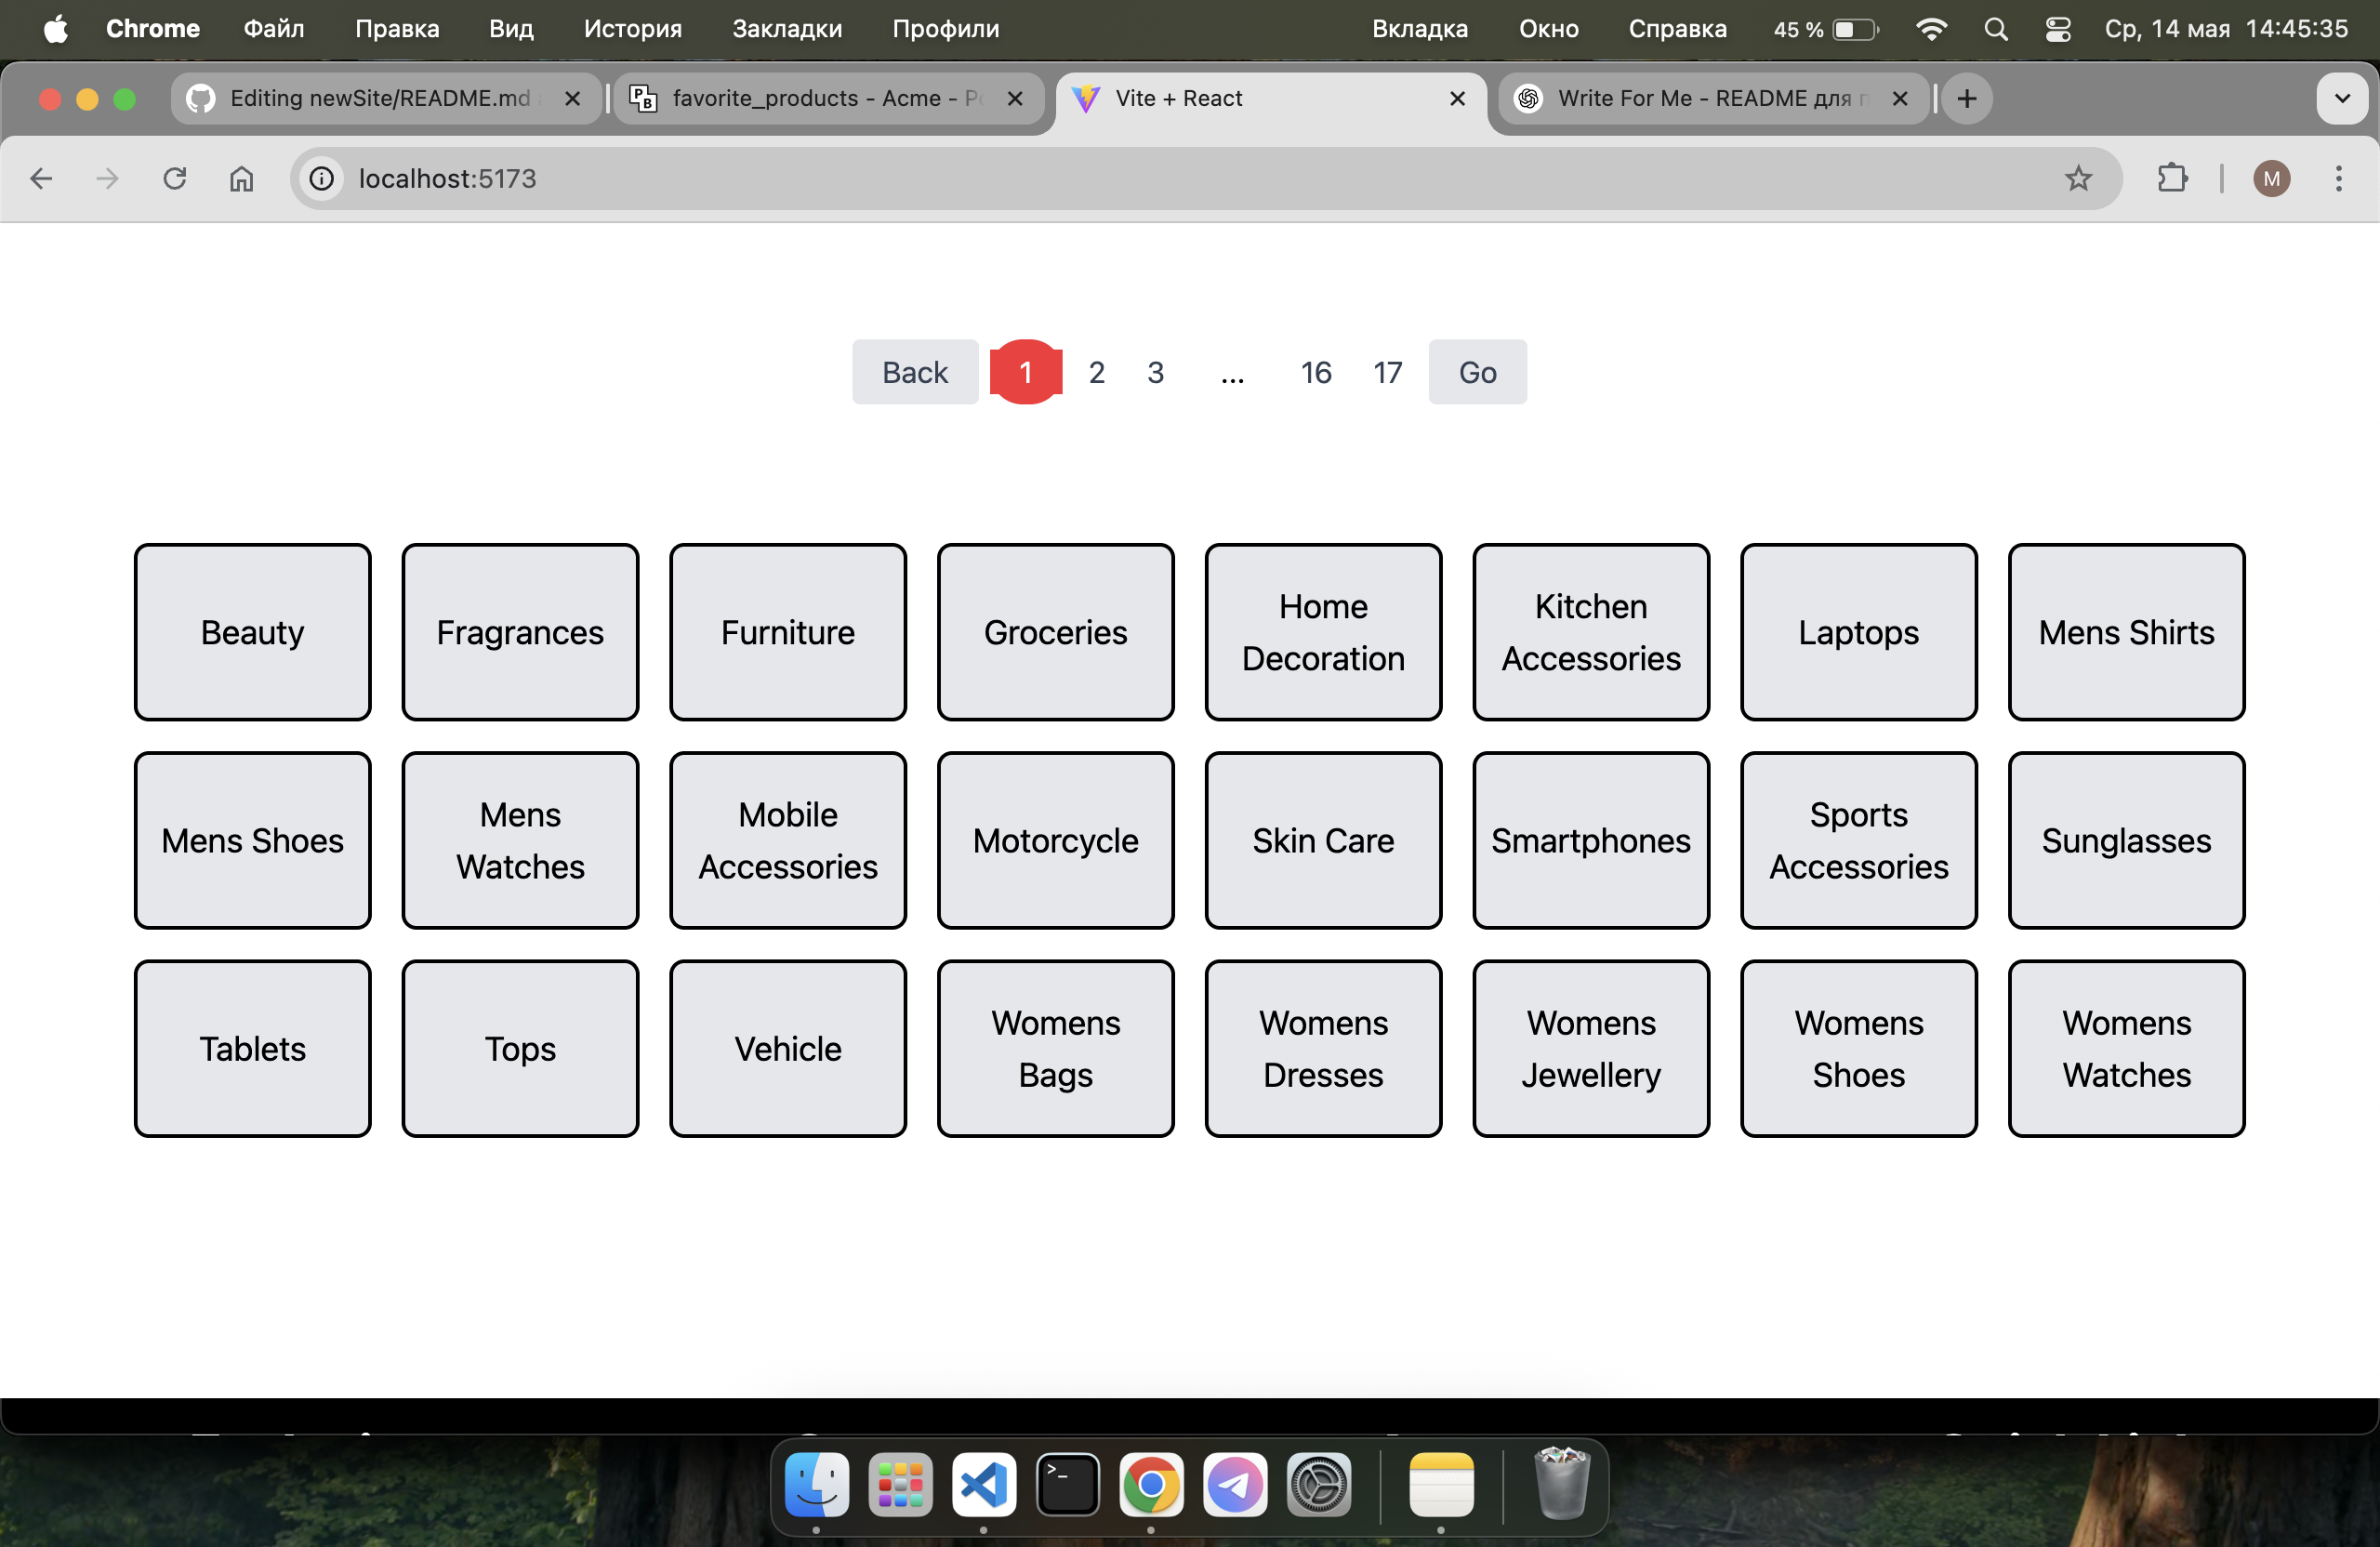 Chrome Файл Правка Вид История Закладки Профили Вкладка Окно Справка 45 % Ср, 14 мая 14:45:35
Editing newSite/README.md favorite_products - Acme - Vite + React Write For Me - README для
localhost:5173 M
Back 1 2 3 ... 16 17 Go
Beauty
Fragrances
Furniture
Groceries
Home
Decoration
Kitchen
Accessories
Laptops
Mens Shirts
Mens Shoes
Mens
Watches
Mobile
Accessories
Motorcycle
Skin Care
Smartphones
Sports
Accessories
Sunglasses
Tablets
Tops
Vehicle
Womens
Bags
Womens
Dresses
Womens
Jewellery
Womens
Shoes
Womens
Watches